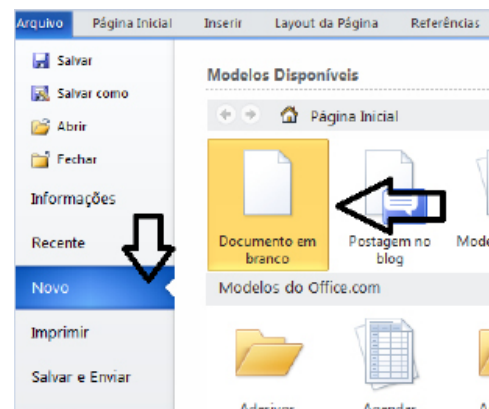 Arquivo Página Inicial Inserir Layout da Página Referências
Salvar
Salvar como
Abrir
Fechar
Informações
Recente
Novo
Imprimir
Salvar e Enviar
Modelos Disponíveis
Página Inicial
Documento em
branco
Postagem no
blog
Modelos do Office.com